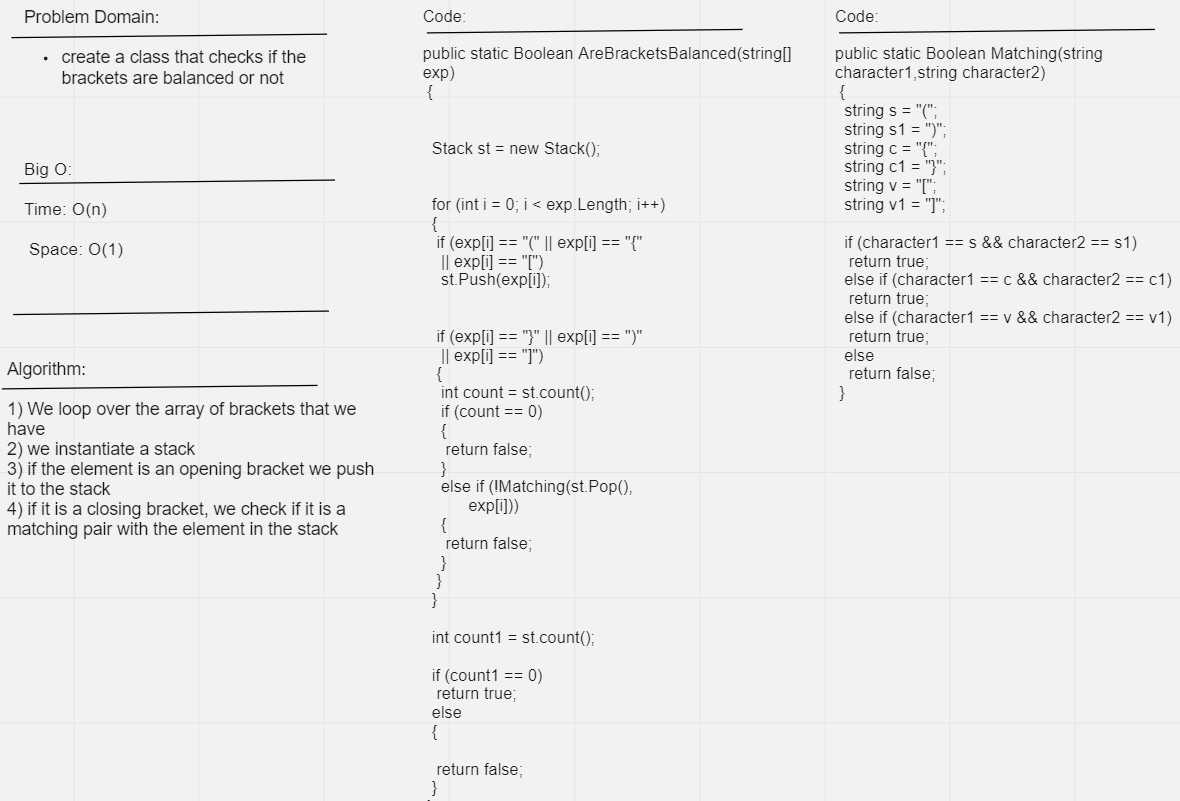 Problem Domain:
• create a class that checks if the
brackets are balanced or not
Big O:
Time: O(n)
Space: O(1)
Algorithm:
1) We loop over the array of brackets that we
have
2) we instantiate a stack
3) if the element is an opening bracket we push
it to the stack
4) if it is a closing bracket, we check if it is a
matching pair with the element in the stack
Code:
public static Boolean AreBracketsBalanced(string[]
exp)
{
Stack st = new Stack();
for (int i = 0; i < exp.Length; i++)
{
if (exp[i] == "(" || exp[i] == "{"
|| exp[i] == "[")
st.Push(exp[i]);
if (exp[i] == "}" || exp[i] == ")"
|| exp[i] == "]")
{
int count = st.count();
if (count == 0)
{
return false;
}
else if (!Matching(st.Pop(),
exp[i]))
{
return false;
}
}
}
int count1 = st.count();
if (count1 == 0)
return true;
else
{
return false;
}
Code:
public static Boolean Matching(string
character1,string character2)
{
string s = "(";
string s1 = ")";
string c = "{";
string c1 = "}";
string v = "[";
string v1 = "]";
if (character1 == s && character2 == s1)
return true;
else if (character1 == c && character2 == c1)
return true;
else if (character1 == v && character2 == v1)
return true;
else
return false;
}